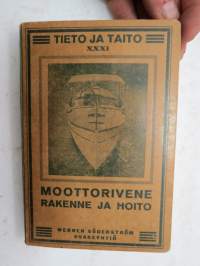 TIETO JA TAITO
XXXI
MOOTTORIVENE
RAKENNE JA HOITO
WERNER SÖDERSTRÖM
OSAKEYHTIÖ